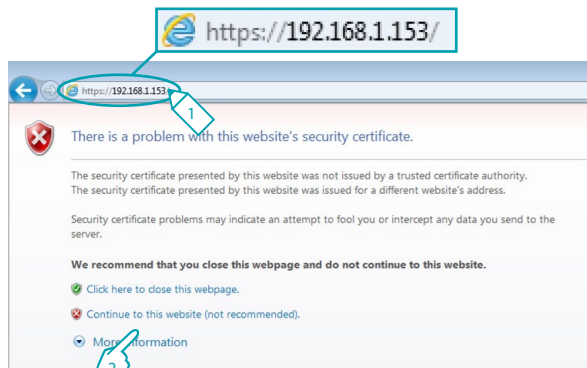 https://192.168.1.153/
https://192.168.1.153/
1
There is a problem with this website's security certificate.
The security certificate presented by this website was not issued by a trusted certificate authority.
The security certificate presented by this website was issued for a different website's address.
Security certificate problems may indicate an attempt to fool you or intercept any data you send to the
server.
We recommend that you close this webpage and do not continue to this website.
Click here to close this webpage.
Continue to this website (not recommended).
More information
2